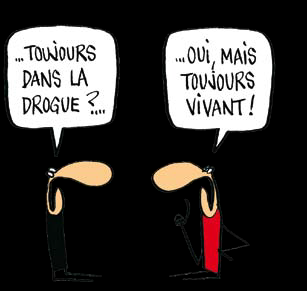 ...TOUJOURS
DANS LA
DROGUE ?....
...OUI, MAIS
TOUJOURS
VIVANT !